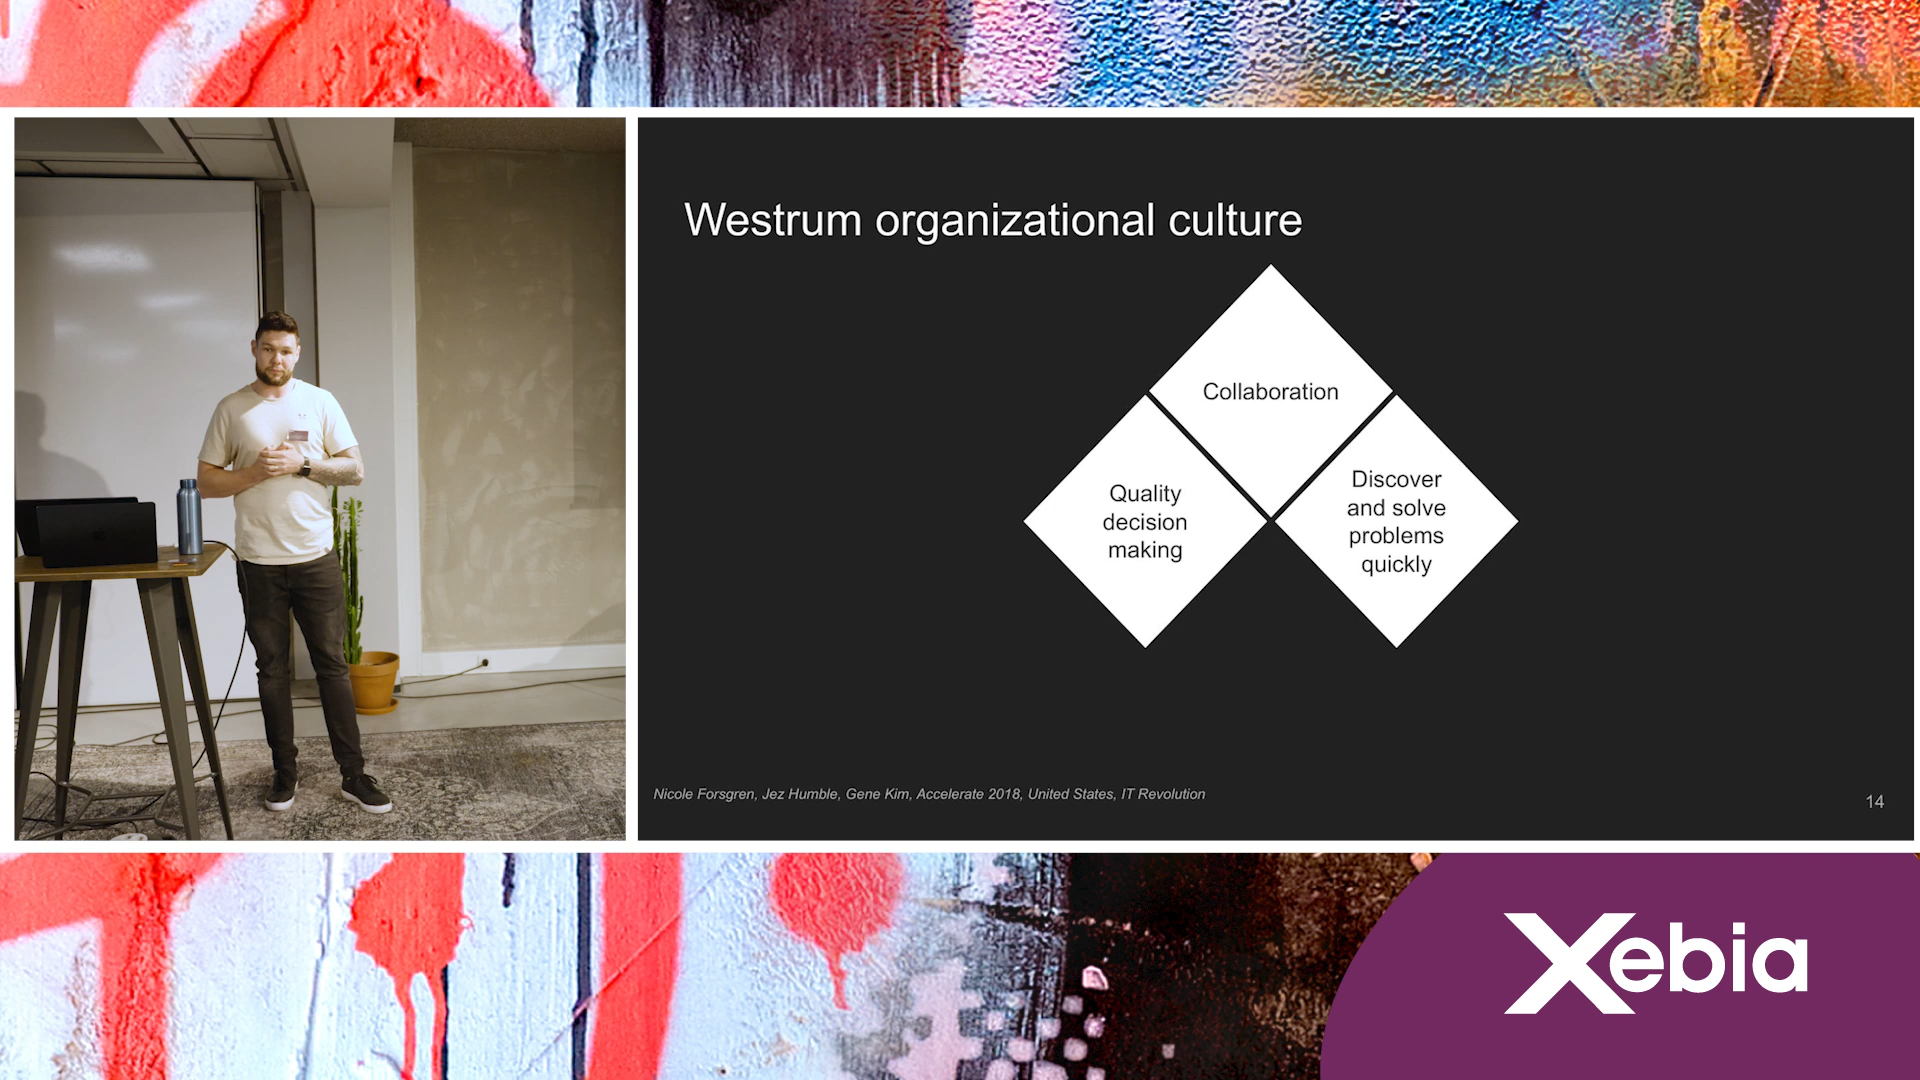 Westrum organizational culture
Collaboration
Quality
decision
making
Discover
and solve
problems
quickly
Nicole Forsgren, Jez Humble, Gene Kim, Accelerate 2018, United States, IT Revolution
14
Xebia